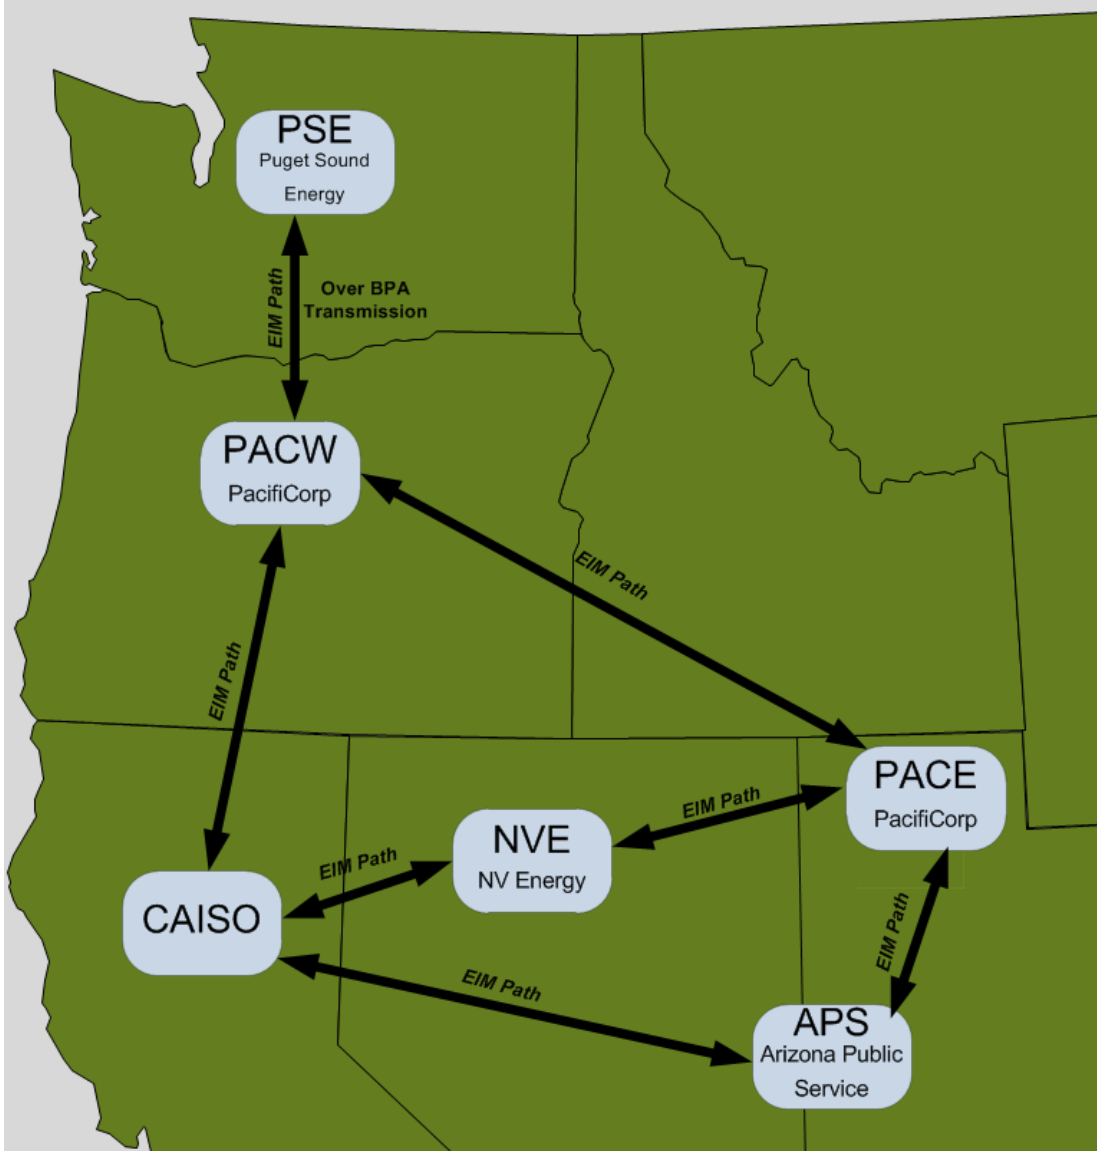 PSE
Puget Sound
Energy
EIM Path
Over BPA
Transmission
PACW
PacifiCorp
EIM Path
EIM Path
PACE
PacifiCorp
EIM Path
NVE
NV Energy
EIM Path
CAISO
EIM Path
EIM Path
APS
Arizona Public
Service